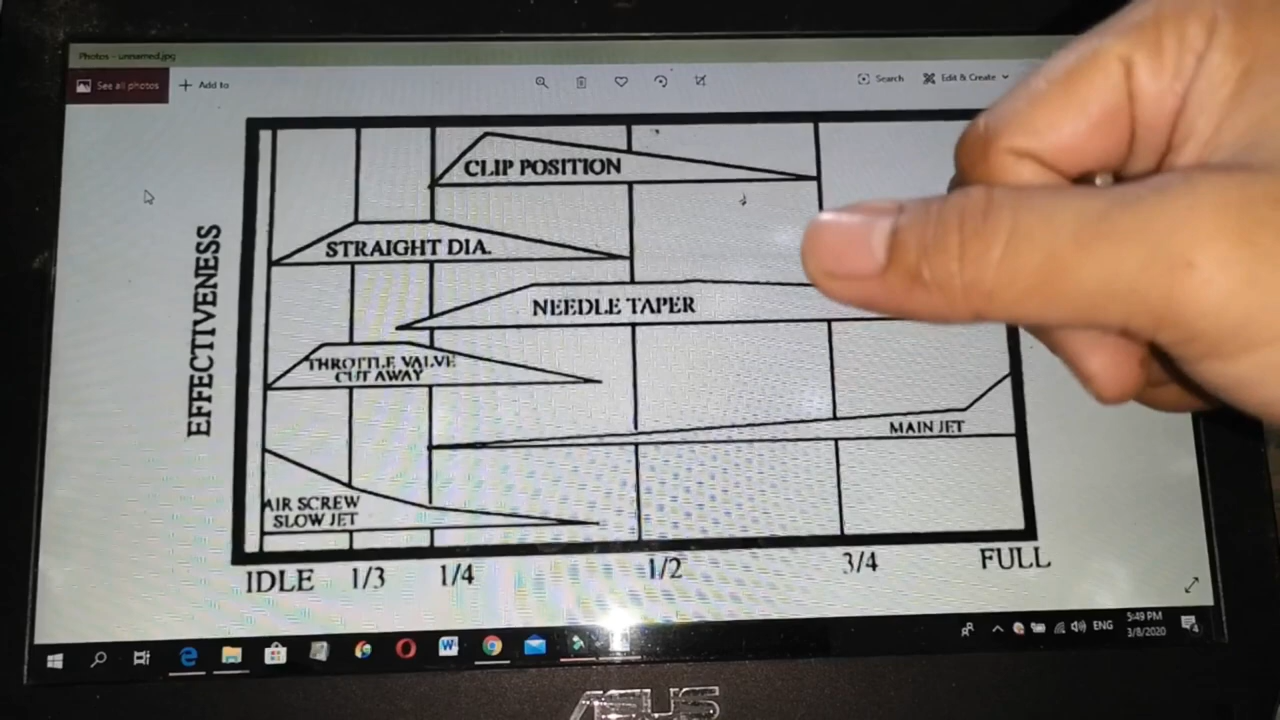 Photos - unnamed.jpg
See all photos
Add to
Search
Edit & Create
CLIP POSITION
STRAIGHT DIA.
NEEDLE TAPER
THROTTLE VALVE
CUT AWAY
MAIN JET
AIR SCREW
SLOW JET
EFFECTIVENESS
IDLE 1/3 1/4 1/2 3/4 FULL
ENG
5:49 PM
3/8/2020
4
ASUS